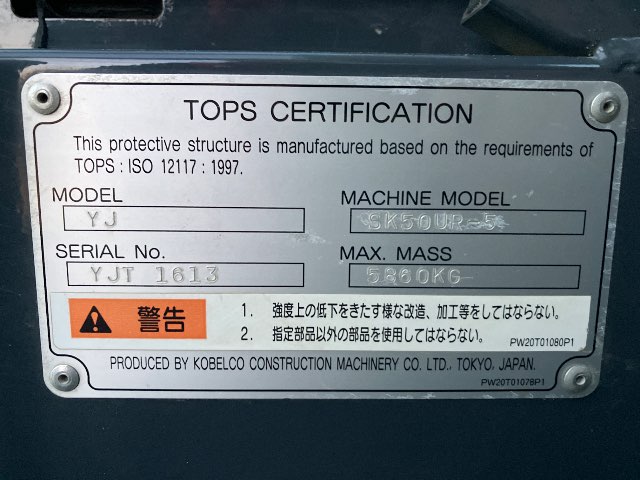 TOPS CERTIFICATION
This protective structure is manufactured based on the requirements of
TOPS : ISO 12117 : 1997.
MODEL
YJ
MACHINE MODEL
SK50UR-5
SERIAL No.
YJT 1613
MAX. MASS
5860KG
警告
1. 強度上の低下をきたす様な改造、加工等をしてはならない。
2. 指定部品以外の部品を使用してはならない。
PW20T01080P1
PRODUCED BY KOBELCO CONSTRUCTION MACHINERY CO. LTD., TOKYO, JAPAN.
PW20T01078P1